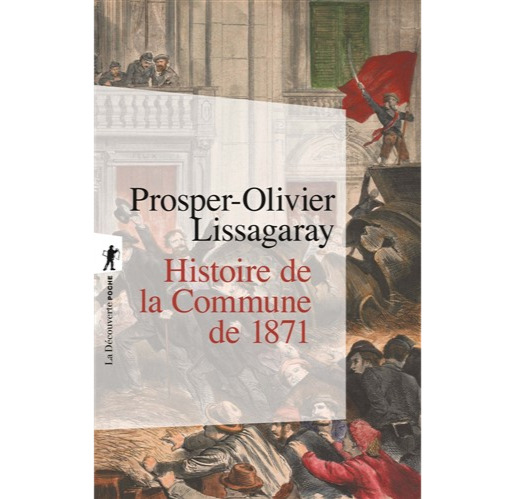 Prosper-Olivier
Lissagaray
Histoire de
la Commune
de 1871
La Découverte POCHE